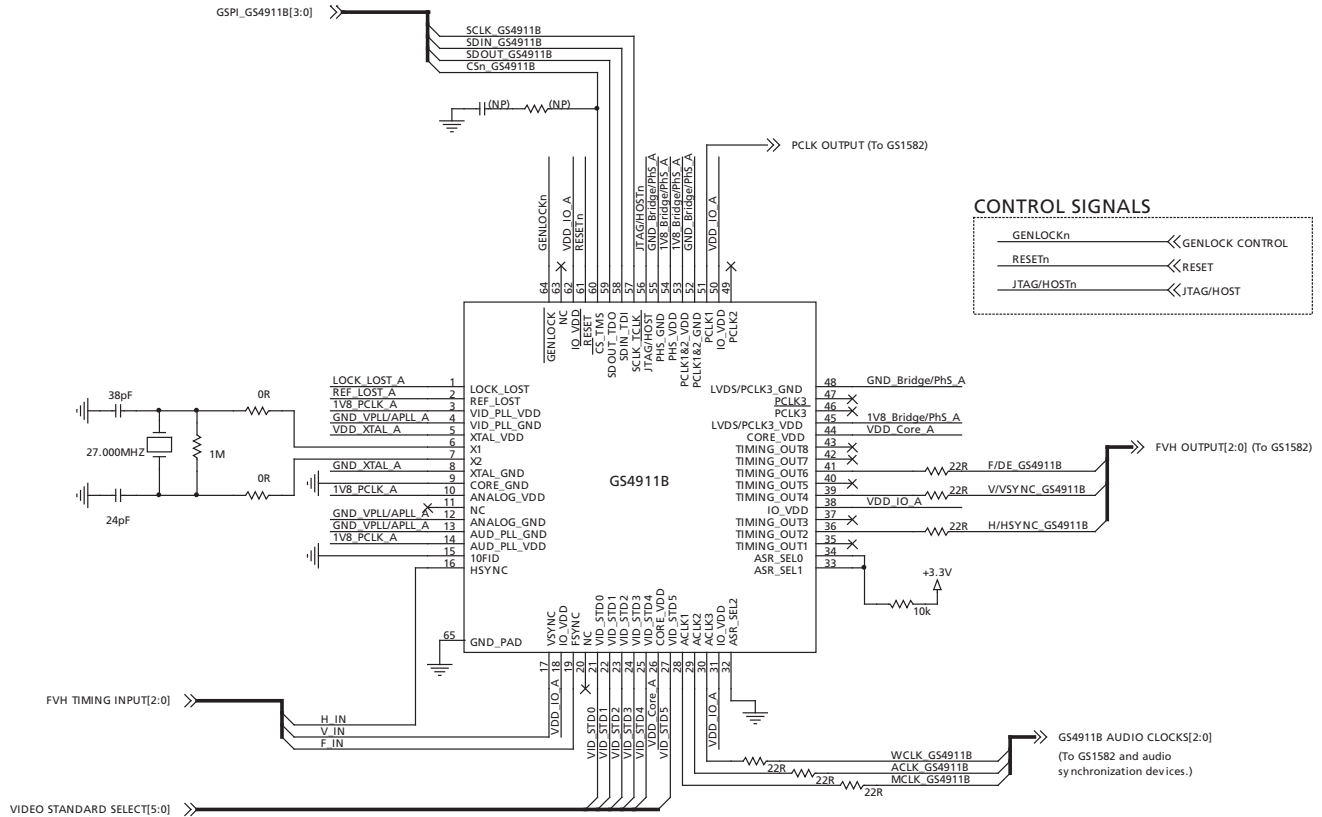 GSPI_GS4911B[3:0]
SCLK_GS4911B
SDIN_GS4911B
SDOUT_GS4911B
CSn_GS4911B
(NP)
(NP)
PCLK OUTPUT (To GS1582)
GENLOCKn
VDD_IO_A
RESETn
JTAG/HOSTn
GND_Bridge/PhS_A
1V8_Bridge/PhS_A
1V8_Bridge/PhS_A
GND_Bridge/PhS_A
VDD_IO_A
CONTROL SIGNALS
GENLOCKn
GENLOCK CONTROL
RESETn
RESET
JTAG/HOSTn
JTAG/HOST
64
63
62
61
60
59
58
57
56
55
54
53
52
51
50
49
GENLOCK
NC
IO_VDD
RESET
CS_TMS
SDOUT_TDO
SDIN_TDI
SCLK_TCLK
JTAG/HOST
PHS_GND
PHS_VDD
PCLK1&2_VDD
PCLK1&2_GND
PCLK1
IO_VDD
PCLK2
LOCK_LOST_A 1 LOCK_LOST
REF_LOST_A 2 REF_LOST
1V8_PCLK_A 3 VID_PLL_VDD
GND_VPLL/APLL_A 4 VID_PLL_GND
VDD_XTAL_A 5 XTAL_VDD
6 X1
7 X2
GND_XTAL_A 8 XTAL_GND
9 CORE_GND
1V8_PCLK_A 10 ANALOG_VDD
11 NC
GND_VPLL/APLL_A 12 ANALOG_GND
GND_VPLL/APLL_A 13 AUD_PLL_GND
1V8_PCLK_A 14 AUD_PLL_VDD
15 10FID
16 HSYNC
38pF
0R
27.000MHZ
1M
0R
24pF
GS4911B
LVDS/PCLK3_GND 48 GND_Bridge/PhS_A
PCLK3 47
PCLK3 46
LVDS/PCLK3_VDD 45 1V8_Bridge/PhS_A
CORE_VDD 44 VDD_Core_A
TIMING_OUT8 43
TIMING_OUT7 42
TIMING_OUT6 41 22R F/DE_GS4911B
TIMING_OUT5 40
TIMING_OUT4 39 22R V/VSYNC_GS4911B
IO_VDD 38 VDD_IO_A
TIMING_OUT3 37
TIMING_OUT2 36 22R H/HSYNC_GS4911B
TIMING_OUT1 35
ASR_SEL0 34
ASR_SEL1 33
FVH OUTPUT[2:0] (To GS1582)
+3.3V
10k
65 GND_PAD
VSYNC
IO_VDD
FSYNC
NC
VID_STD0
VID_STD1
VID_STD2
VID_STD3
VID_STD4
CORE_VDD
VID_STD5
ACLK1
ACLK2
ACLK3
IO_VDD
ASR_SEL2
17
18
19
20
21
22
23
24
25
26
27
28
29
30
31
32
VDD_IO_A
VID_STD0
VID_STD1
VID_STD2
VID_STD3
VID_STD4
VDD_Core_A
VID_STD5
VDD_IO_A
FVH TIMING INPUT[2:0]
H_IN
V_IN
F_IN
VIDEO STANDARD SELECT[5:0]
WCLK_GS4911B
22R ACLK_GS4911B
22R MCLK_GS4911B
22R
GS4911B AUDIO CLOCKS[2:0]
(To GS1582 and audio
synchronization devices.)